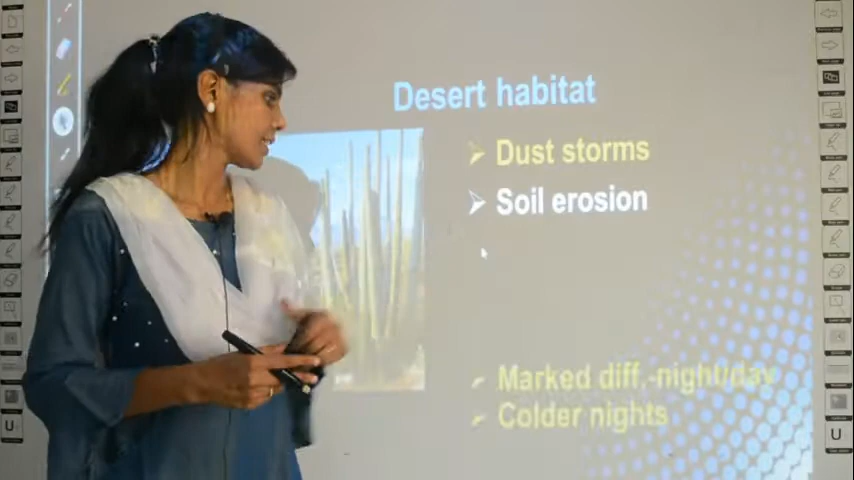 Desert habitat
Dust storms
Soil erosion
Marked diff.-night/day
Colder nights
U
U